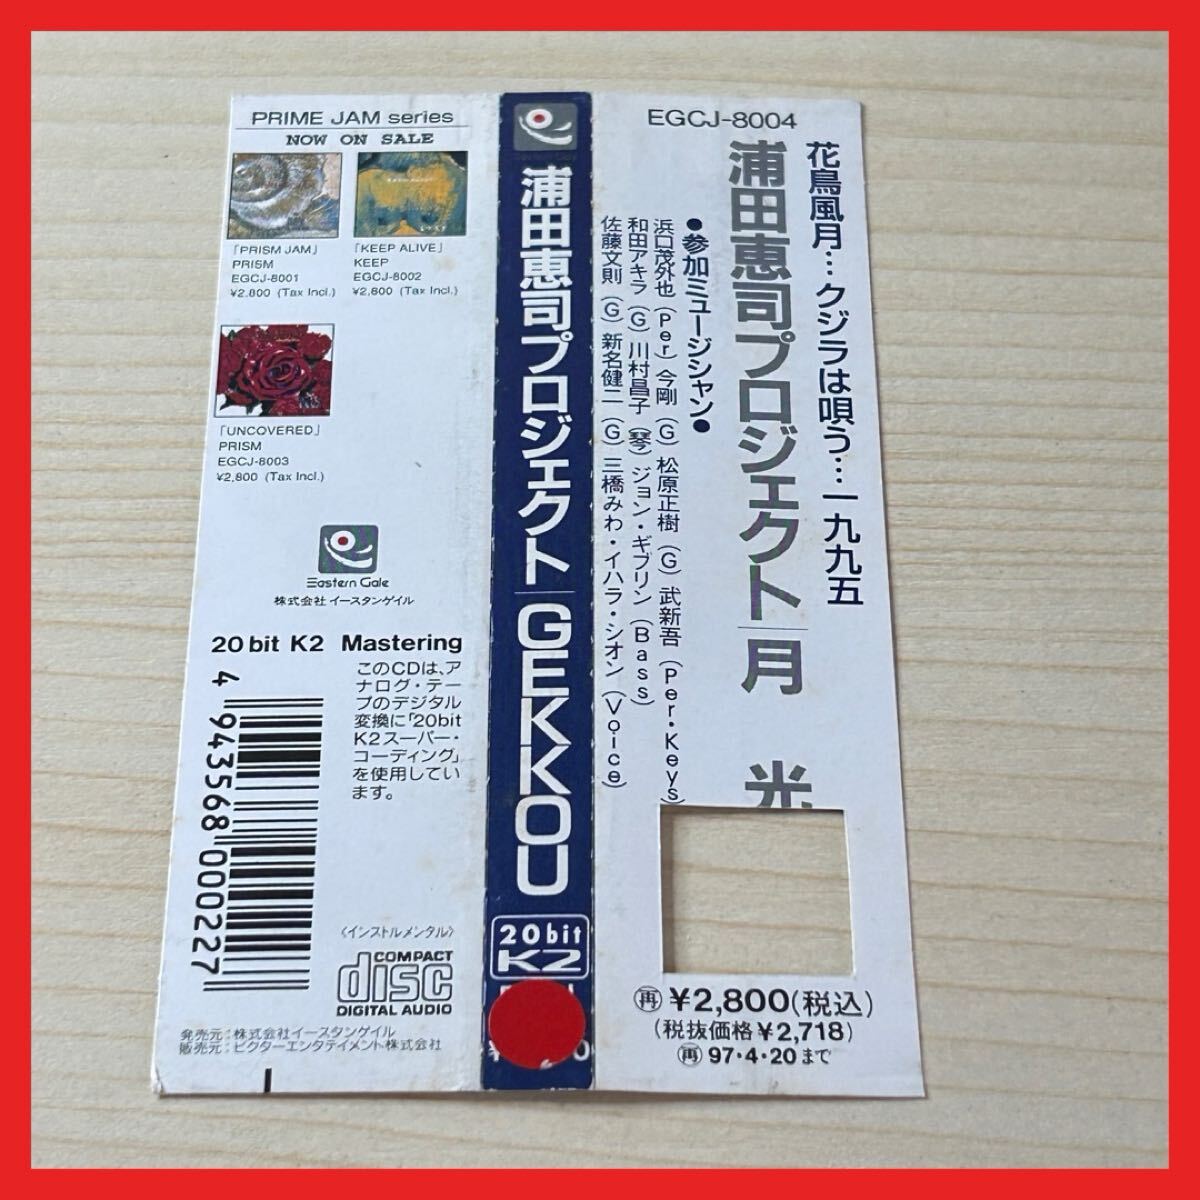 PRIME JAM series
NOW ON SALE
「PRISM JAM」
PRISM
EGCJ-8001
¥2,800 (Tax Incl.)
「KEEP ALIVE」
KEEP
EGCJ-8002
¥2,800 (Tax Incl.)
「UNCOVERED」
PRISM
EGCJ-8003
¥2,800 (Tax Incl.)
Eastern Gale
株式会社 イースタンゲイル
20 bit K2 Mastering
このCDは、ア
ナログ・テー
プのデジタル
変換に「20bit
K2スーパー・
コーディング」
を使用してい
ます。
4 943568 000227
〈インストルメンタル〉
COMPACT
disc
DIGITAL AUDIO
発売元:株式会社イースタンゲイル
販売元:ビクターエンタテイメント株式会社
浦田恵司プロジェクト GEKKOU
20bit
K2
EGCJ-8004
花鳥風月…クジラは唄う…一九九五
浦田恵司プロジェクト 月 光
●参加ミュージシャン●
浜口茂外也(Per) 今剛(G) 松原正樹(G) 武新吾(Per・Keys)
和田アキラ(G) 川村昌子(琴) ジョン・ギブリン(Bass)
佐藤文則(G) 新名健二(G) 三橋みわ・イハラ・シオン(Voice)
再 ¥2,800(税込)
(税抜価格¥2,718)
再 97・4・20まで